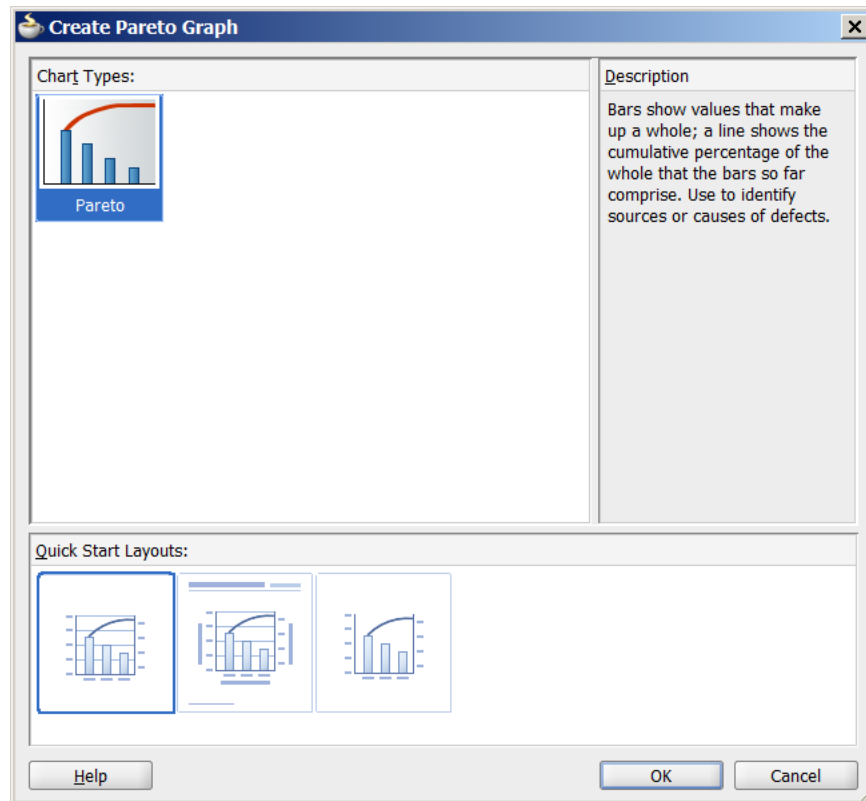 Create Pareto Graph
Chart Types:
Pareto
Description
Bars show values that make
up a whole; a line shows the
cumulative percentage of the
whole that the bars so far
comprise. Use to identify
sources or causes of defects.
Quick Start Layouts:
Help
OK
Cancel